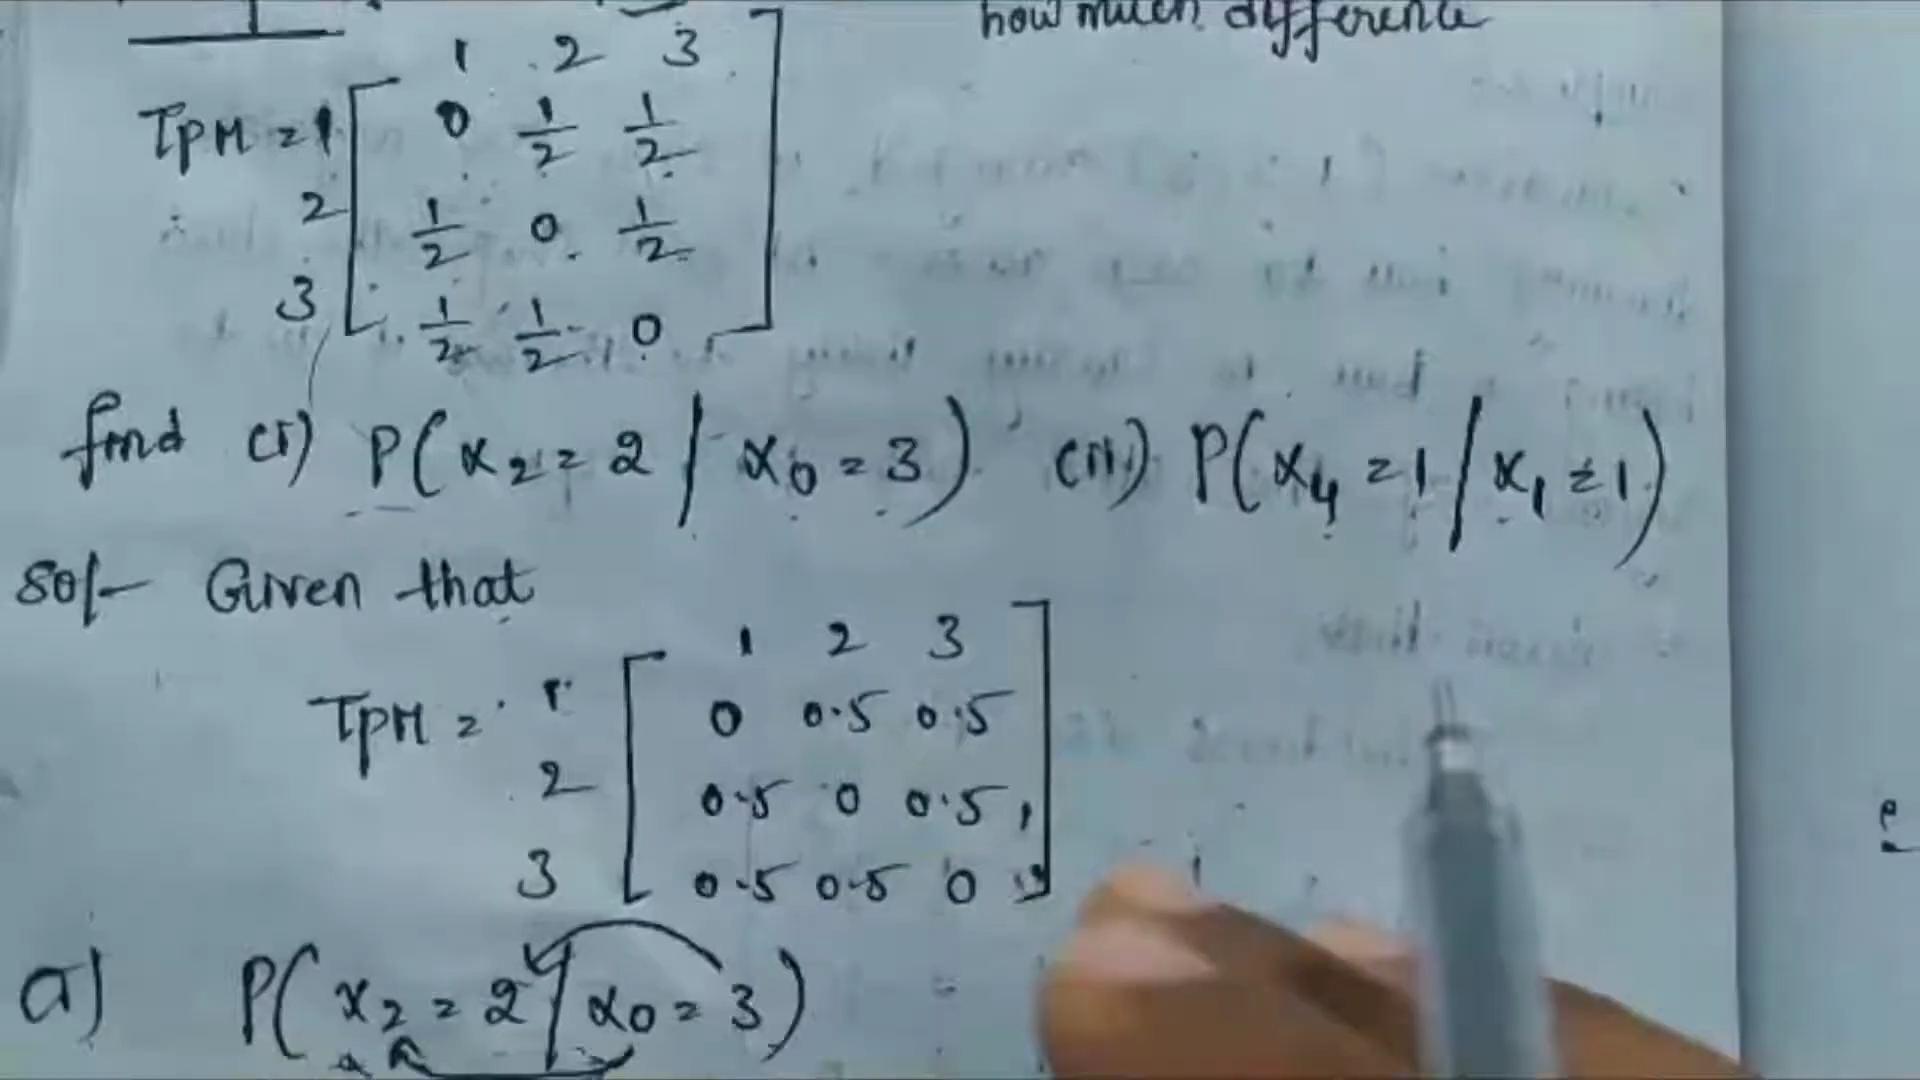 how much difference
1 2 3
TPM = 1 0 1/2 1/2
2 1/2 0 1/2
3 1/2 1/2 0
find (i) P(x2 = 2 / x0 = 3) (ii) P(x4 = 1 / x1 = 1)
Sol- Given that
1 2 3
TPM = 1 0 0.5 0.5
2 0.5 0 0.5
3 0.5 0.5 0
a) P(x2 = 2 / x0 = 3)